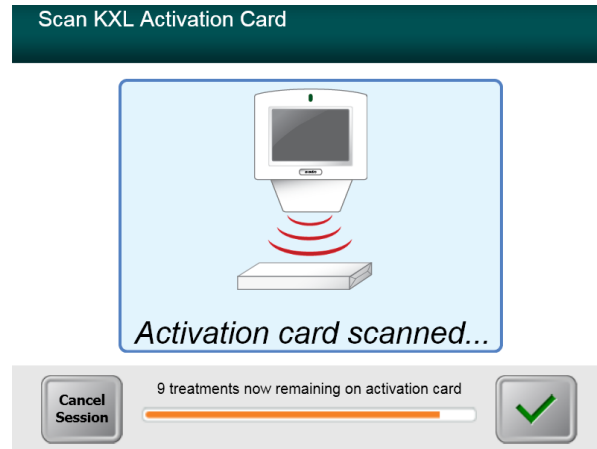 Scan KXL Activation Card
Activation card scanned...
9 treatments now remaining on activation card
Cancel
Session